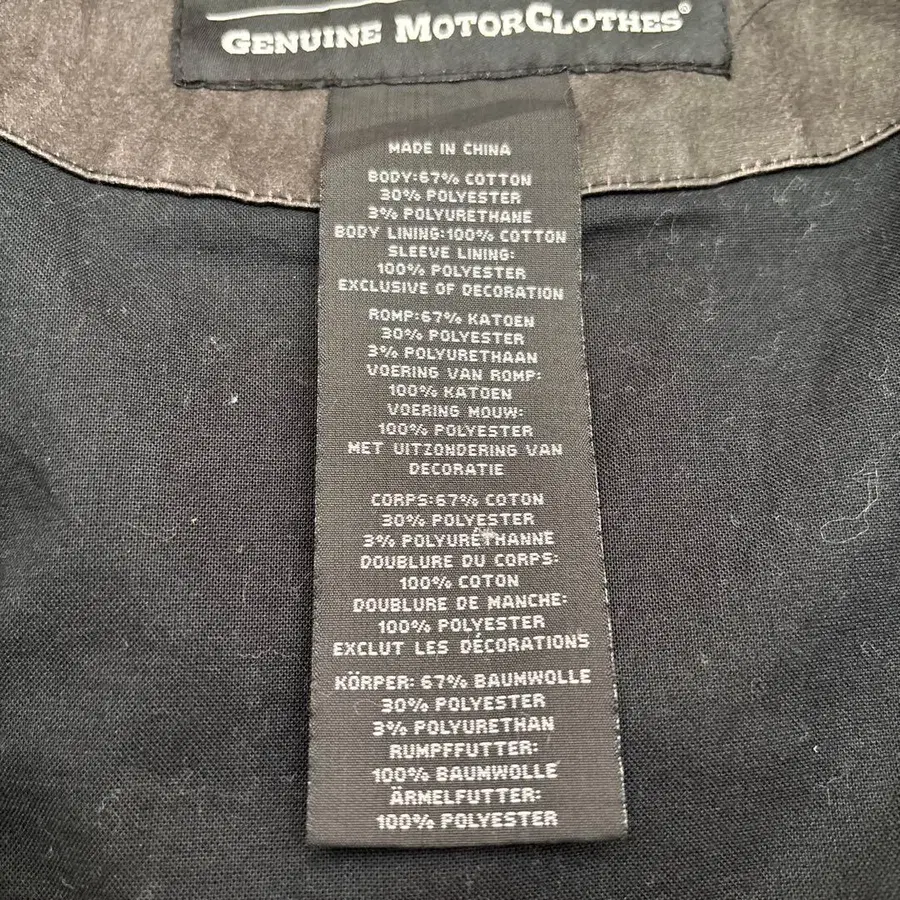 GENUINE MOTORCLOTHES®
MADE IN CHINA
BODY:67% COTTON
30% POLYESTER
3% POLYURETHANE
BODY LINING:100% COTTON
SLEEVE LINING:
100% POLYESTER
EXCLUSIVE OF DECORATION
ROMP:67% KATOEN
30% POLYESTER
3% POLYURETHAAN
VOERING VAN ROMP:
100% KATOEN
VOERING MOUW:
100% POLYESTER
MET UITZONDERING VAN
DECORATIE
CORPS:67% COTON
30% POLYESTER
3% POLYURÉTHANNE
DOUBLURE DU CORPS:
100% COTON
DOUBLURE DE MANCHE:
100% POLYESTER
EXCLUT LES DÉCORATIONS
KÖRPER: 67% BAUMWOLLE
30% POLYESTER
3% POLYURETHAN
RUMPFFUTTER:
100% BAUMWOLLE
ÄRMELFUTTER:
100% POLYESTER